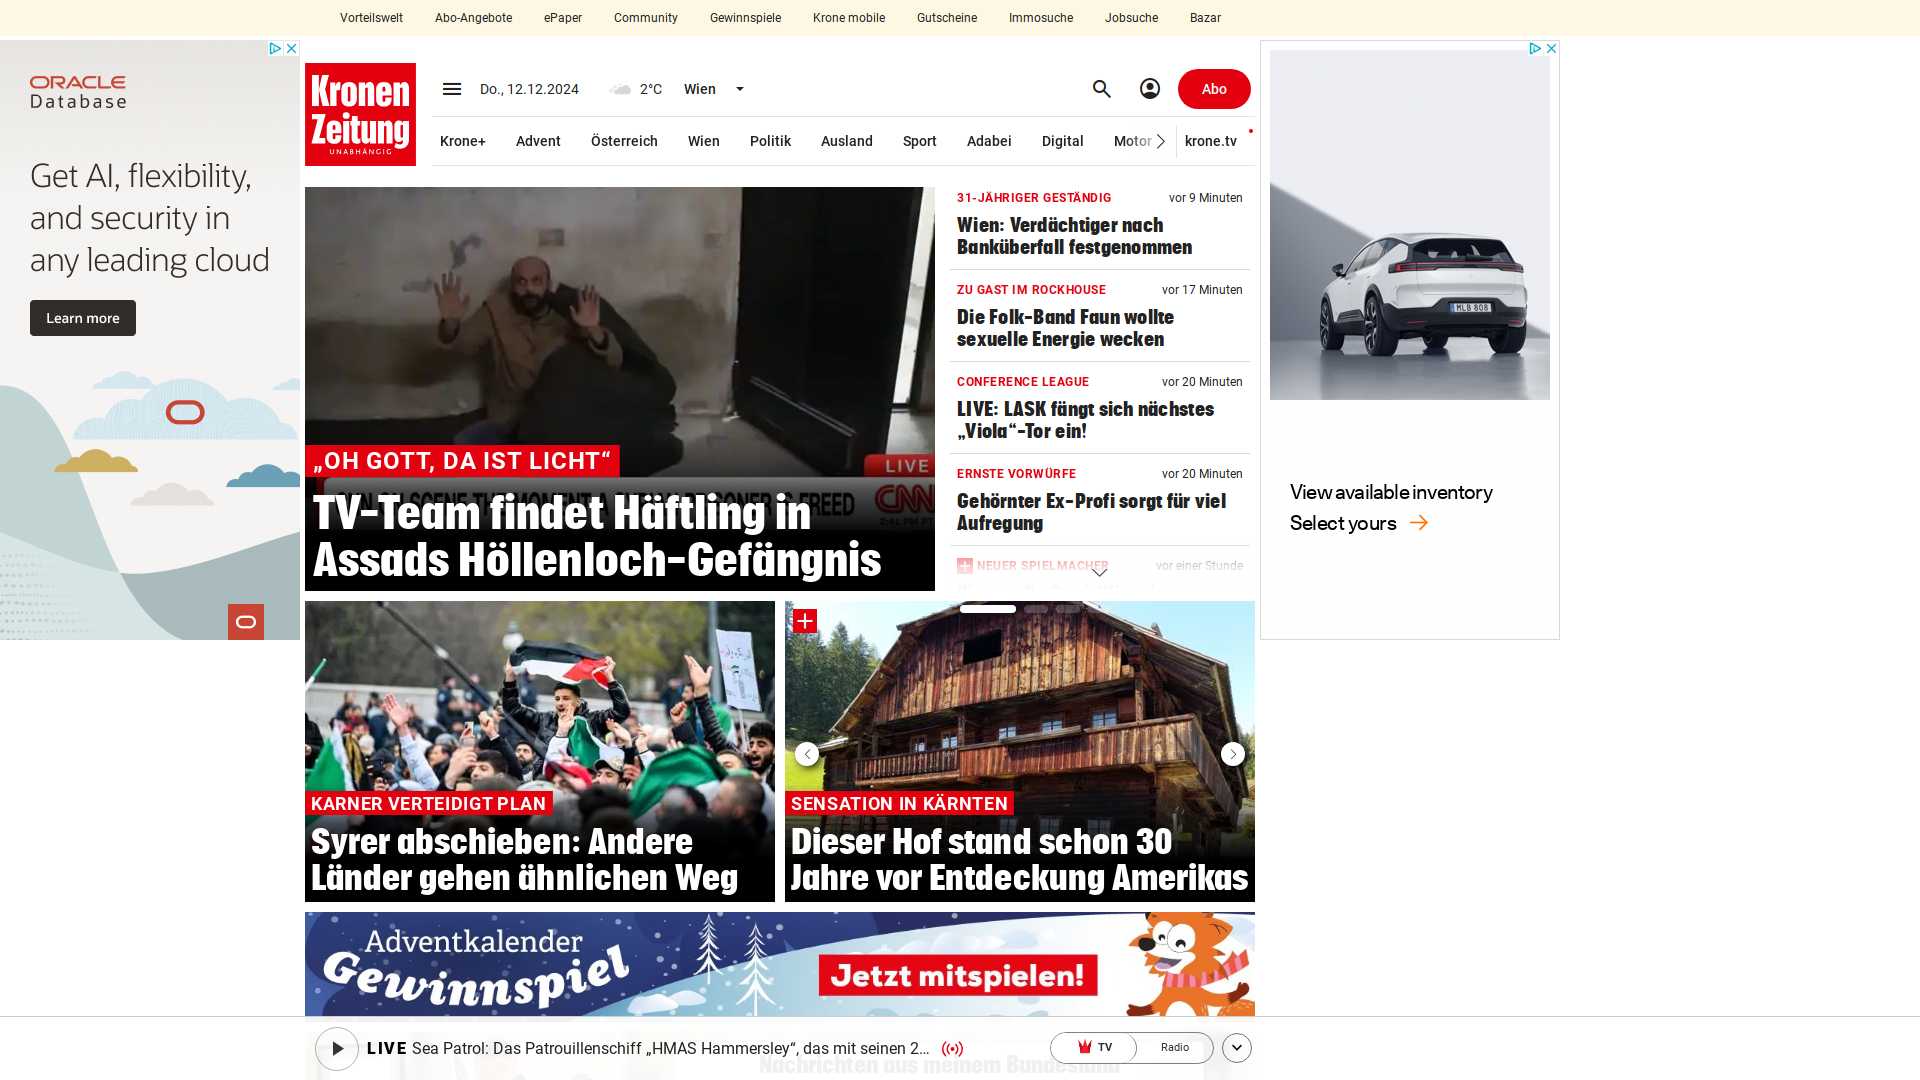 Vorteilswelt
Abo-Angebote
ePaper
Community
Gewinnspiele
Krone mobile
Gutscheine
Immosuche
Jobsuche
Bazar
ORACLE
Database
Get AI, flexibility,
and security in
any leading cloud
Learn more
Kronen
Zeitung
UNABHÄNGIG
Do., 12.12.2024
2°C
Wien
Abo
Krone+
Advent
Österreich
Wien
Politik
Ausland
Sport
Adabei
Digital
Motor
krone.tv
LIVE
CNN
„OH GOTT, DA IST LICHT“
TV-Team findet Häftling in
Assads Höllenloch-Gefängnis
31-JÄHRIGER GESTÄNDIG
vor 9 Minuten
Wien: Verdächtiger nach
Banküberfall festgenommen
ZU GAST IM ROCKHOUSE
vor 17 Minuten
Die Folk-Band Faun wollte
sexuelle Energie wecken
CONFERENCE LEAGUE
vor 20 Minuten
LIVE: LASK fängt sich nächstes
„Viola“-Tor ein!
ERNSTE VORWÜRFE
vor 20 Minuten
Gehörnter Ex-Profi sorgt für viel
Aufregung
NEUER SPIELMACHER
vor einer Stunde
MLB 808
View available inventory
Select yours
KARNER VERTEIDIGT PLAN
Syrer abschieben: Andere
Länder gehen ähnlichen Weg
SENSATION IN KÄRNTEN
Dieser Hof stand schon 30
Jahre vor Entdeckung Amerikas
Adventkalender
Gewinnspiel
Jetzt mitspielen!
LIVE Sea Patrol: Das Patrouillenschiff „HMAS Hammersley“, das mit seinen 2...
TV
Radio
Nachrichten aus meinem Bundesland